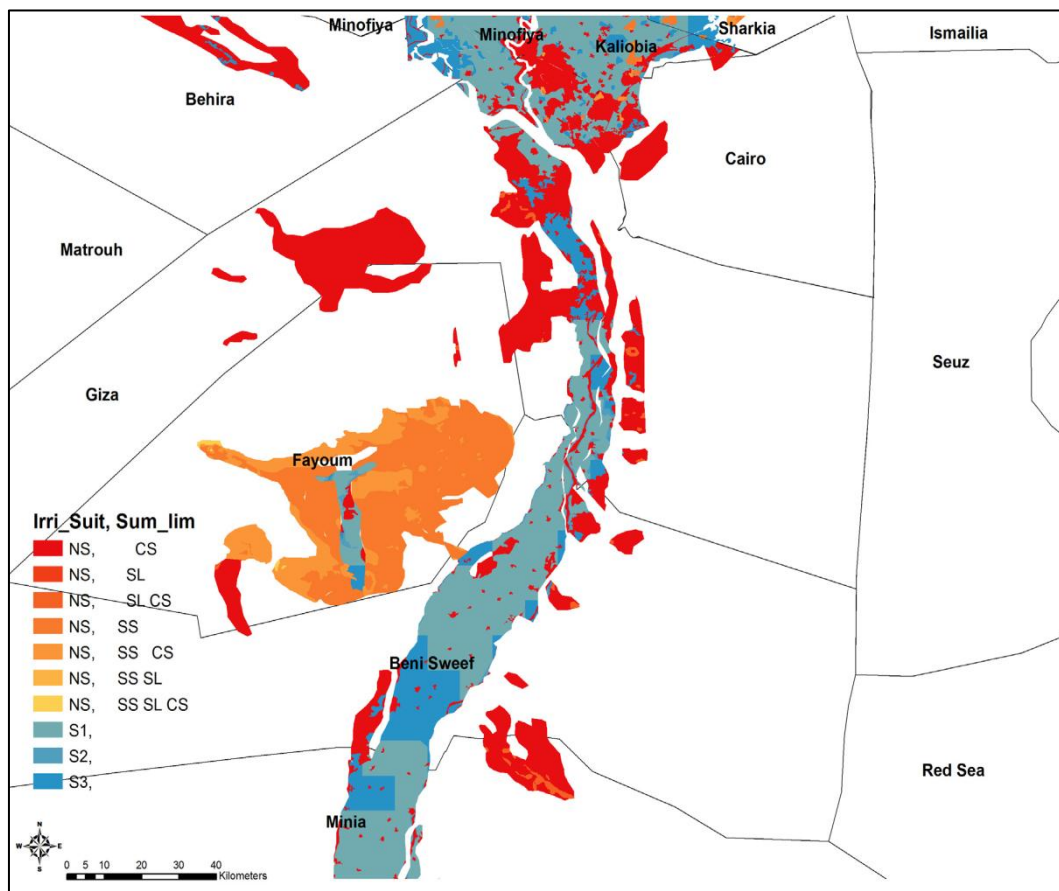 Minofiya
Minofiya
Sharkia
Ismailia
Kaliobia
Behira
Cairo
Matrouh
Seuz
Giza
Fayoum
Irri_Suit, Sum_lim
NS, CS
NS, SL
NS, SL CS
NS, SS
NS, SS CS
NS, SS SL
NS, SS SL CS
S1,
S2,
S3,
Beni Sweef
Red Sea
Minia
N
W E
S
0 5 10 20 30 40
Kilometers